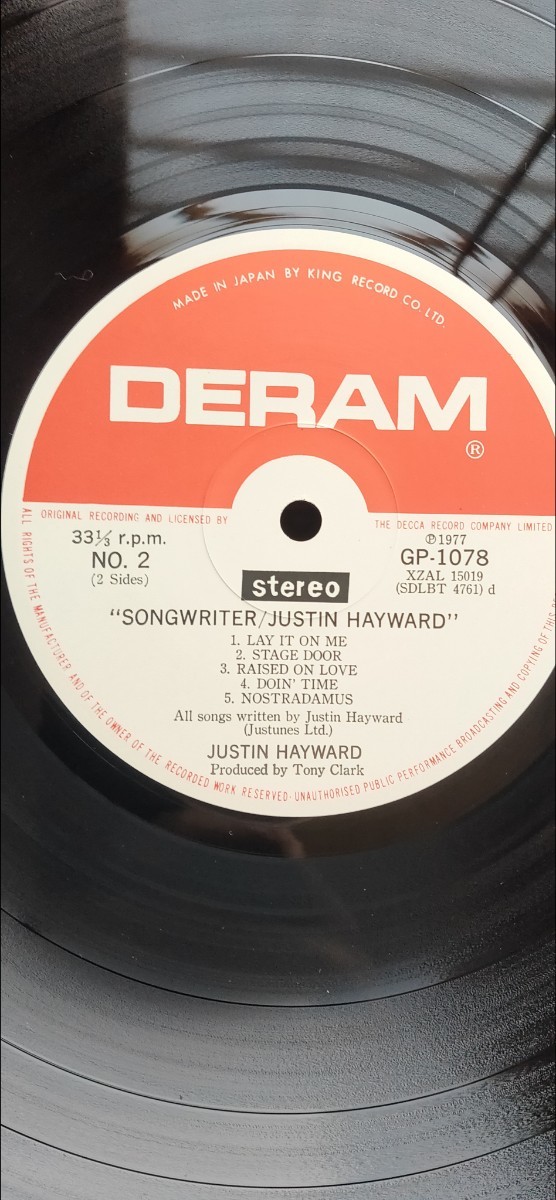 MADE IN JAPAN BY KING RECORD CO. LTD.
DERAM
®
ORIGINAL RECORDING AND LICENSED BY
THE DECCA RECORD COMPANY LIMITED
33⅓ r.p.m.
NO. 2
(2 Sides)
℗1977
GP-1078
XZAL 15019
(SDLBT 4761) d
stereo
"SONGWRITER/JUSTIN HAYWARD"
1. LAY IT ON ME
2. STAGE DOOR
3. RAISED ON LOVE
4. DOIN' TIME
5. NOSTRADAMUS
All songs written by Justin Hayward
(Justunes Ltd.)
JUSTIN HAYWARD
Produced by Tony Clark
ALL RIGHTS OF THE MANUFACTURER AND OF THE OWNER OF THE RECORDED WORK RESERVED· UNAUTHORISED PUBLIC PERFORMANCE BROADCASTING AND COPYING OF THIS